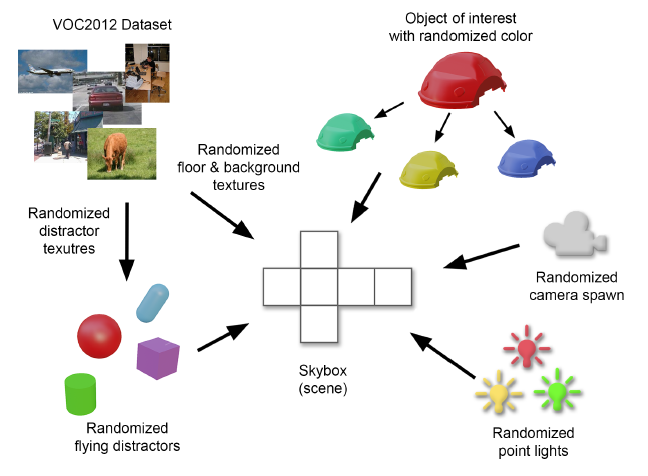 VOC2012 Dataset
Object of interest
with randomized color
Randomized
floor & background
textures
Randomized
distractor
texutres
Randomized
camera spawn
Skybox
(scene)
Randomized
flying distractors
Randomized
point lights